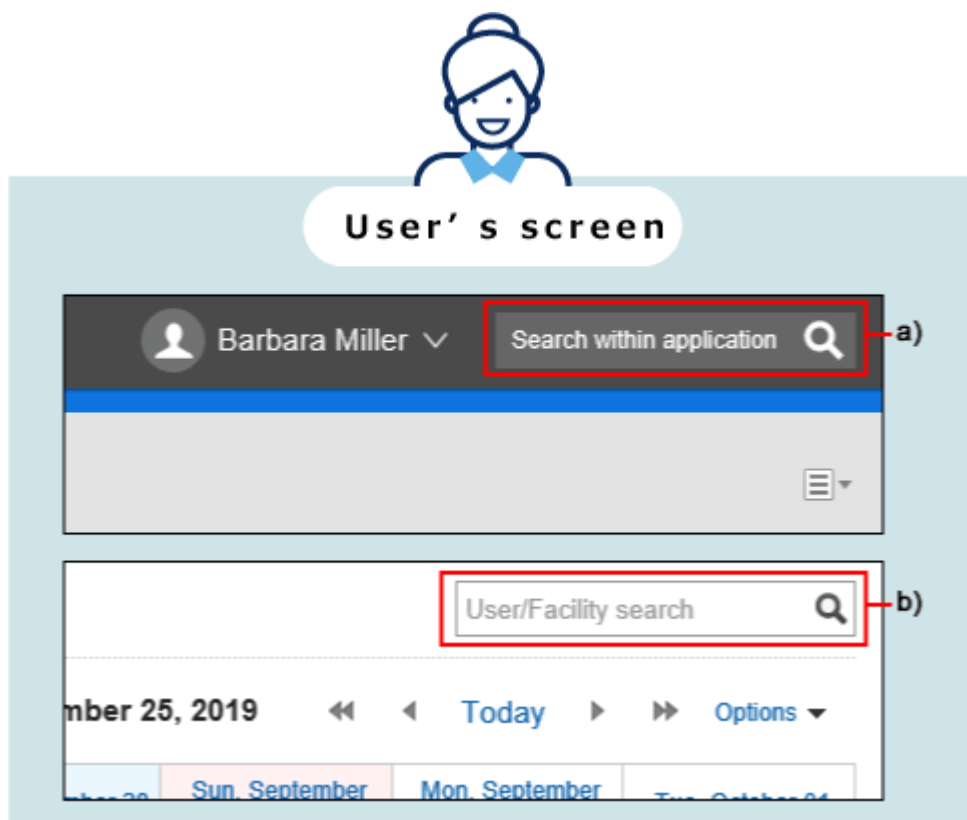 User’s screen
Barbara Miller
Search within application
a)
User/Facility search
b)
mber 25, 2019
Today
Options
Sun, September
Mon, September